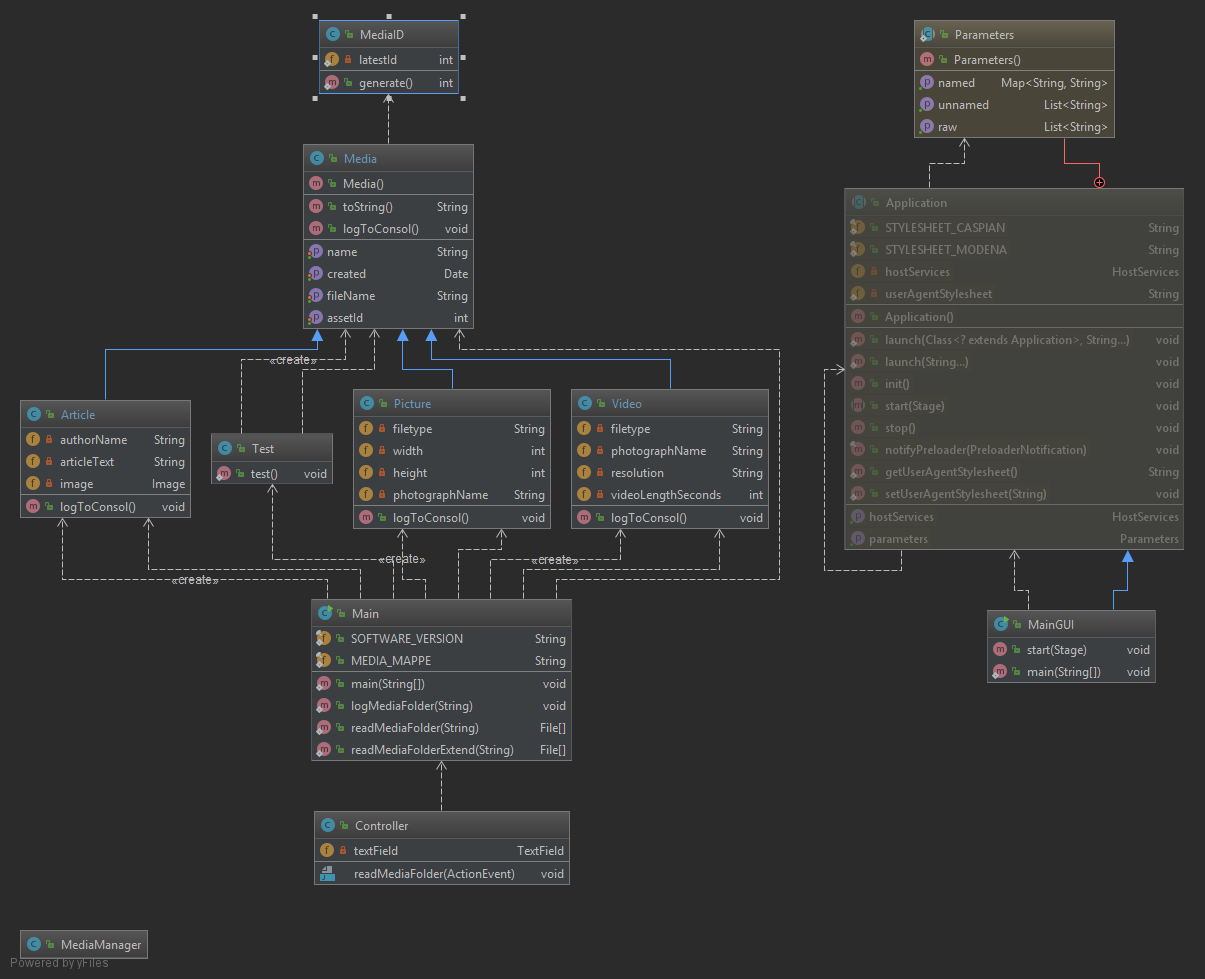 MediaID
latestId int
generate() int
Parameters
Parameters()
named Map<String, String>
unnamed List<String>
raw List<String>
Media
Media()
toString() String
logToConsol() void
name String
created Date
fileName String
assetId int
Application
STYLESHEET_CASPIAN String
STYLESHEET_MODENA String
hostServices HostServices
userAgentStylesheet String
Application()
launch(Class<? extends Application>, String...) void
launch(String...) void
init() void
start(Stage) void
stop() void
notifyPreloader(PreloaderNotification) void
getUserAgentStylesheet() String
setUserAgentStylesheet(String) void
hostServices HostServices
parameters Parameters
«create»
Article
authorName String
articleText String
image Image
logToConsol() void
Test
test() void
Picture
filetype String
width int
height int
photographName String
logToConsol() void
Video
filetype String
photographName String
resolution String
videoLengthSeconds int
logToConsol() void
«create»
«create»
«create»
Main
SOFTWARE_VERSION String
MEDIA_MAPPE String
main(String[]) void
logMediaFolder(String) void
readMediaFolder(String) File[]
readMediaFolderExtend(String) File[]
MainGUI
start(Stage) void
main(String[]) void
Controller
textField TextField
readMediaFolder(ActionEvent) void
MediaManager
Powered by yFiles